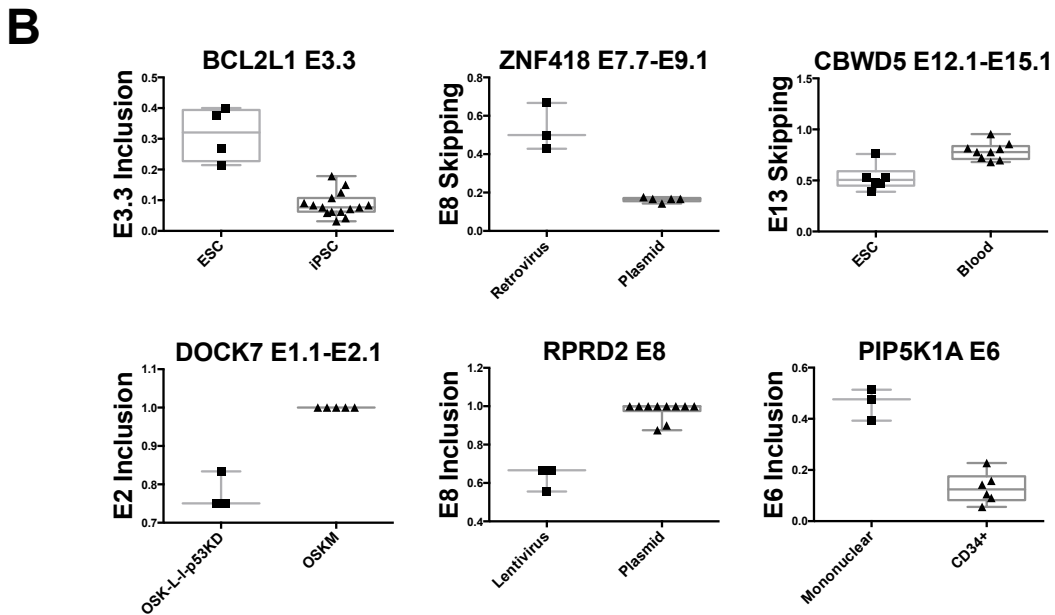 B
BCL2L1 E3.3
E3.3 Inclusion
0.5
0.4
0.3
0.2
0.1
0.0
ESC
iPSC
ZNF418 E7.7-E9.1
E8 Skipping
0.8
0.6
0.4
0.2
0.0
Retrovirus
Plasmid
CBWD5 E12.1-E15.1
E13 Skipping
1.5
1.0
0.5
0.0
ESC
Blood
DOCK7 E1.1-E2.1
E2 Inclusion
1.1
1.0
0.9
0.8
0.7
OSK-L-l-p53KD
OSKM
RPRD2 E8
E8 Inclusion
1.2
1.0
0.8
0.6
0.4
Lentivirus
Plasmid
PIP5K1A E6
E6 Inclusion
0.6
0.4
0.2
0.0
Mononuclear
CD34+